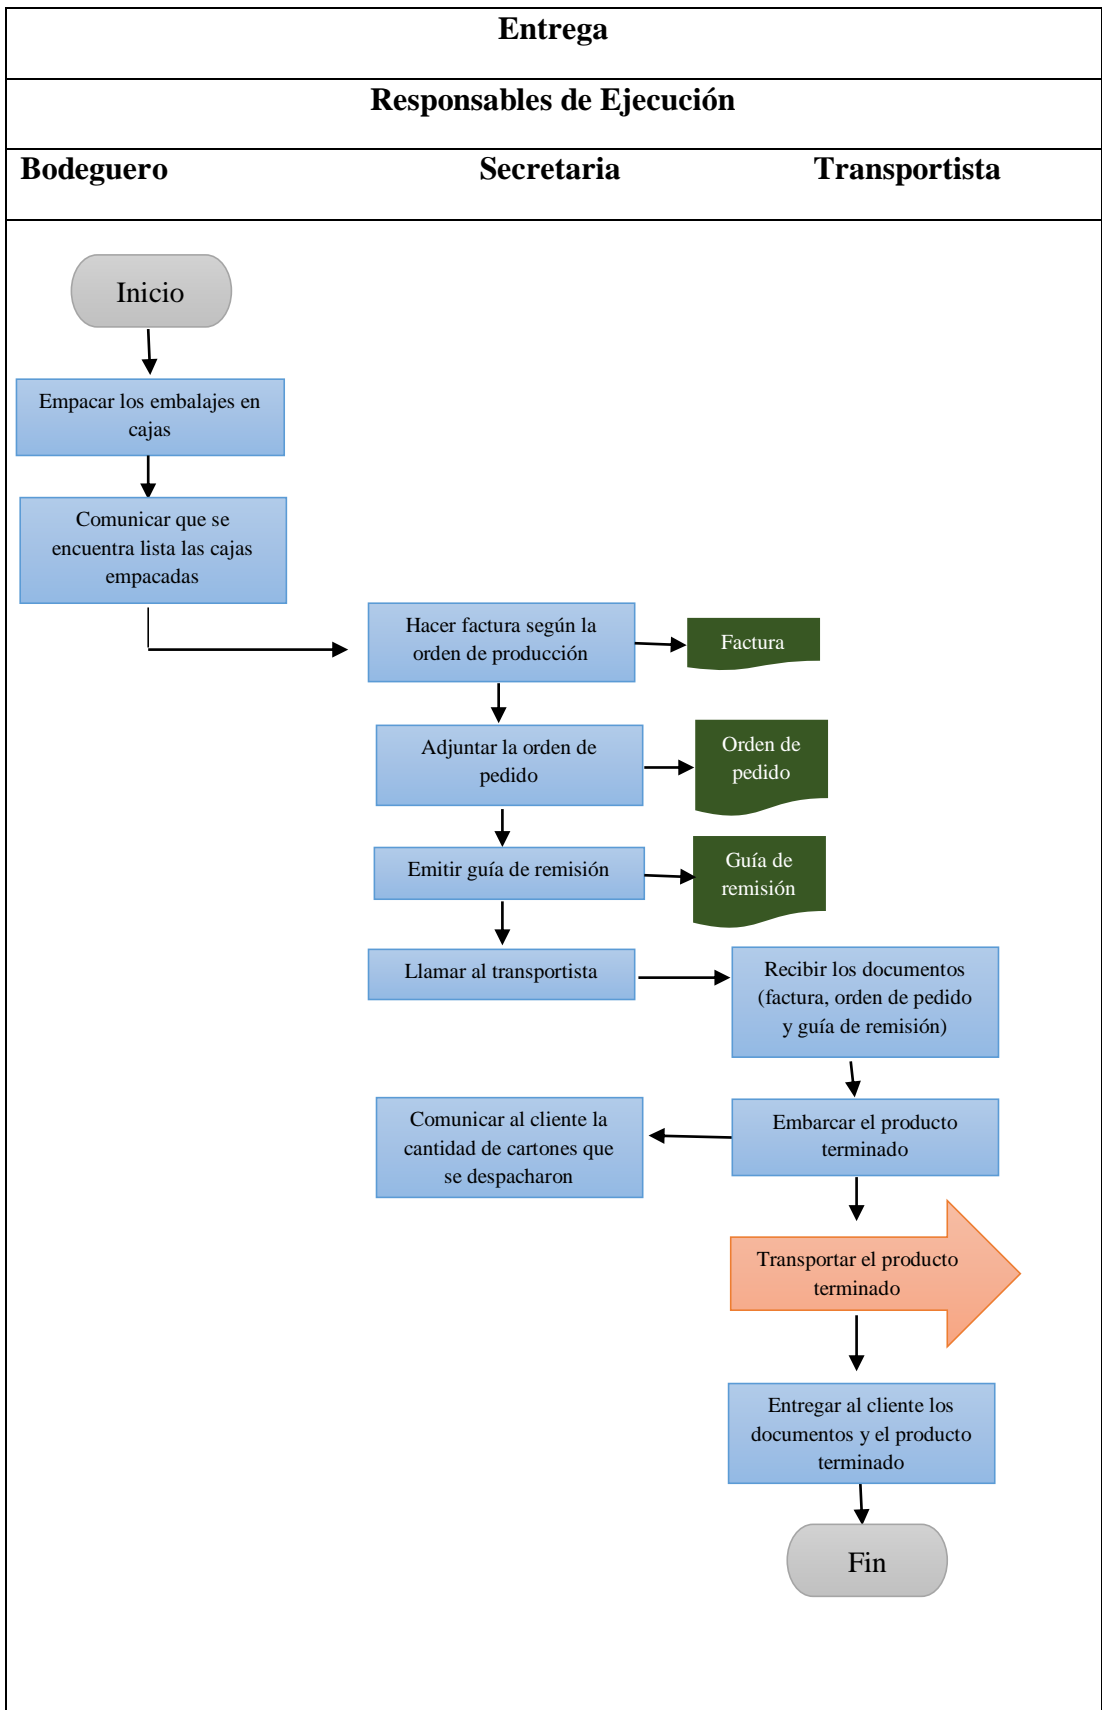 Entrega
Responsables de Ejecución
Bodeguero
Secretaria
Transportista
Inicio
Empacar los embalajes en
cajas
Comunicar que se
encuentra lista las cajas
empacadas
Hacer factura según la
orden de producción
Factura
Adjuntar la orden de
pedido
Orden de
pedido
Emitir guía de remisión
Guía de
remisión
Llamar al transportista
Recibir los documentos
(factura, orden de pedido
y guía de remisión)
Comunicar al cliente la
cantidad de cartones que
se despacharon
Embarcar el producto
terminado
Transportar el producto
terminado
Entregar al cliente los
documentos y el producto
terminado
Fin